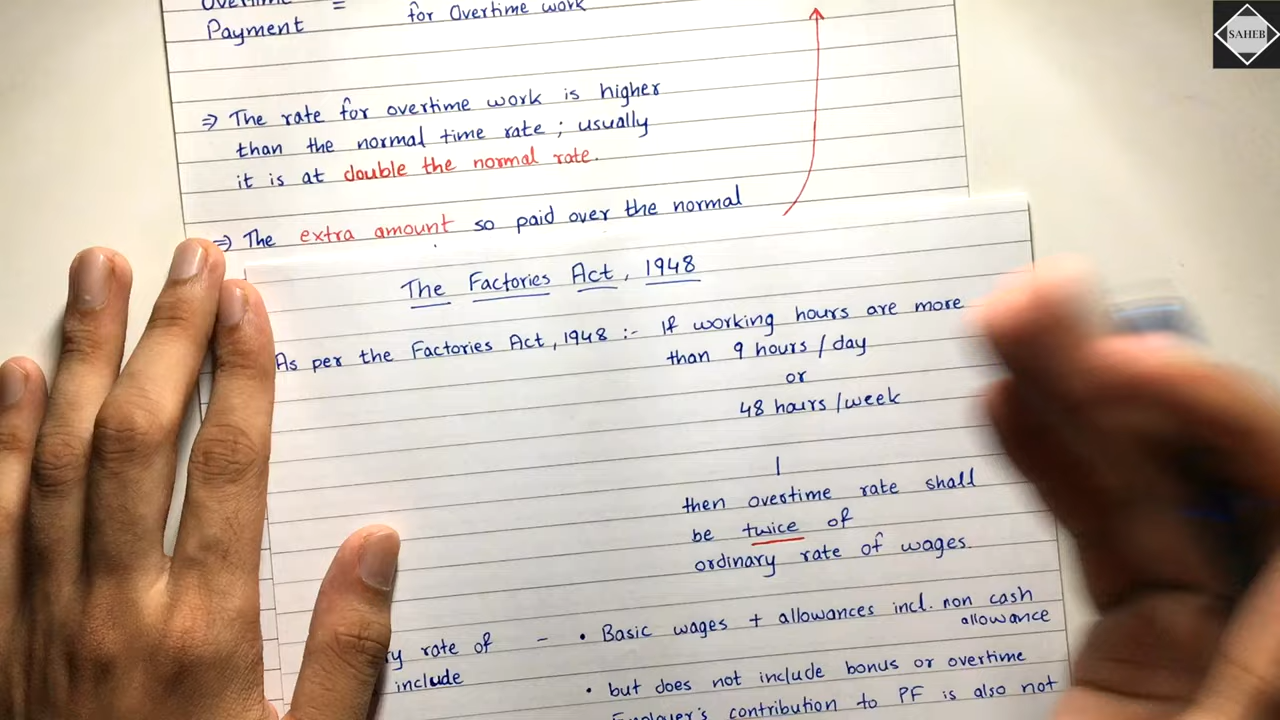 SAHEB
Payment = for Overtime work
⇒ The rate for overtime work is higher
than the normal time rate ; usually
it is at double the normal rate.
⇒ The extra amount so paid over the normal
The Factories Act, 1948
As per the Factories Act, 1948 :- If working hours are more
than 9 hours / day
or
48 hours /week
then overtime rate shall
be twice of
ordinary rate of wages.
rate of - • Basic wages + allowances incl. non cash
allowance
include
• but does not include bonus or overtime
Employer's contribution to PF is also not